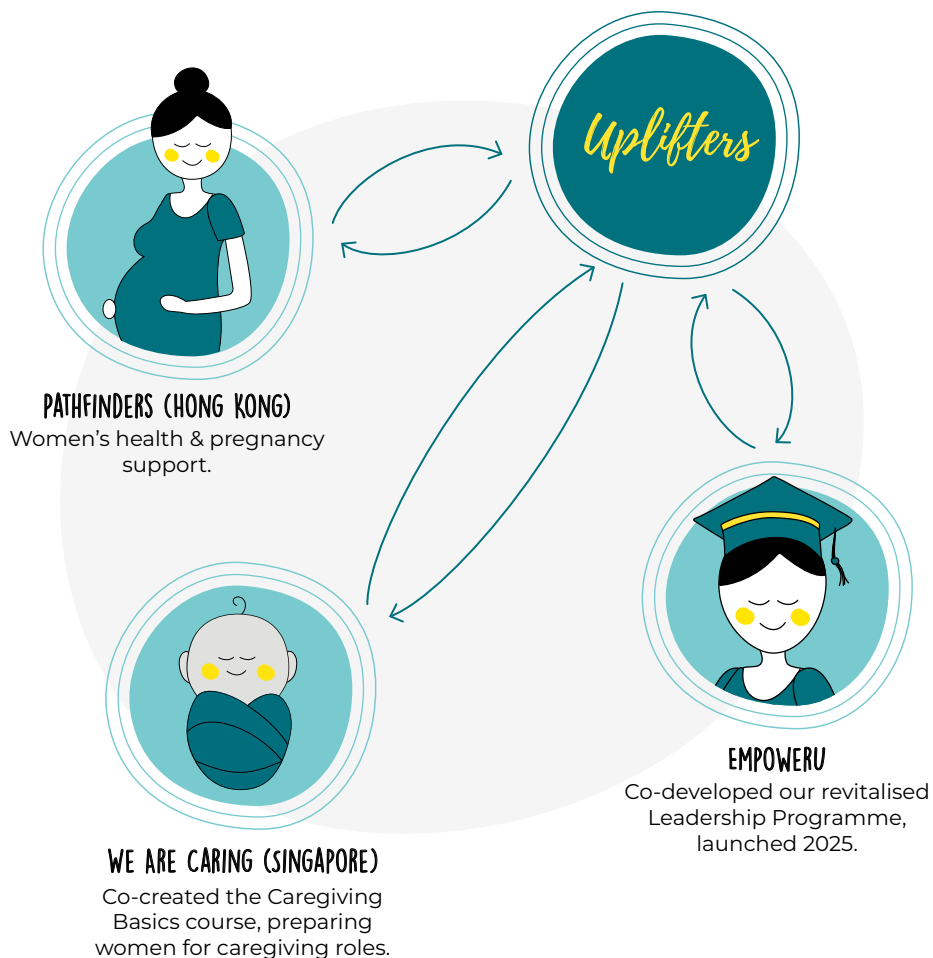 Uplifters
PATHFINDERS (HONG KONG)
Women's health & pregnancy
support.
EMPOWERU
Co-developed our revitalised
Leadership Programme,
launched 2025.
WE ARE CARING (SINGAPORE)
Co-created the Caregiving
Basics course, preparing
women for caregiving roles.